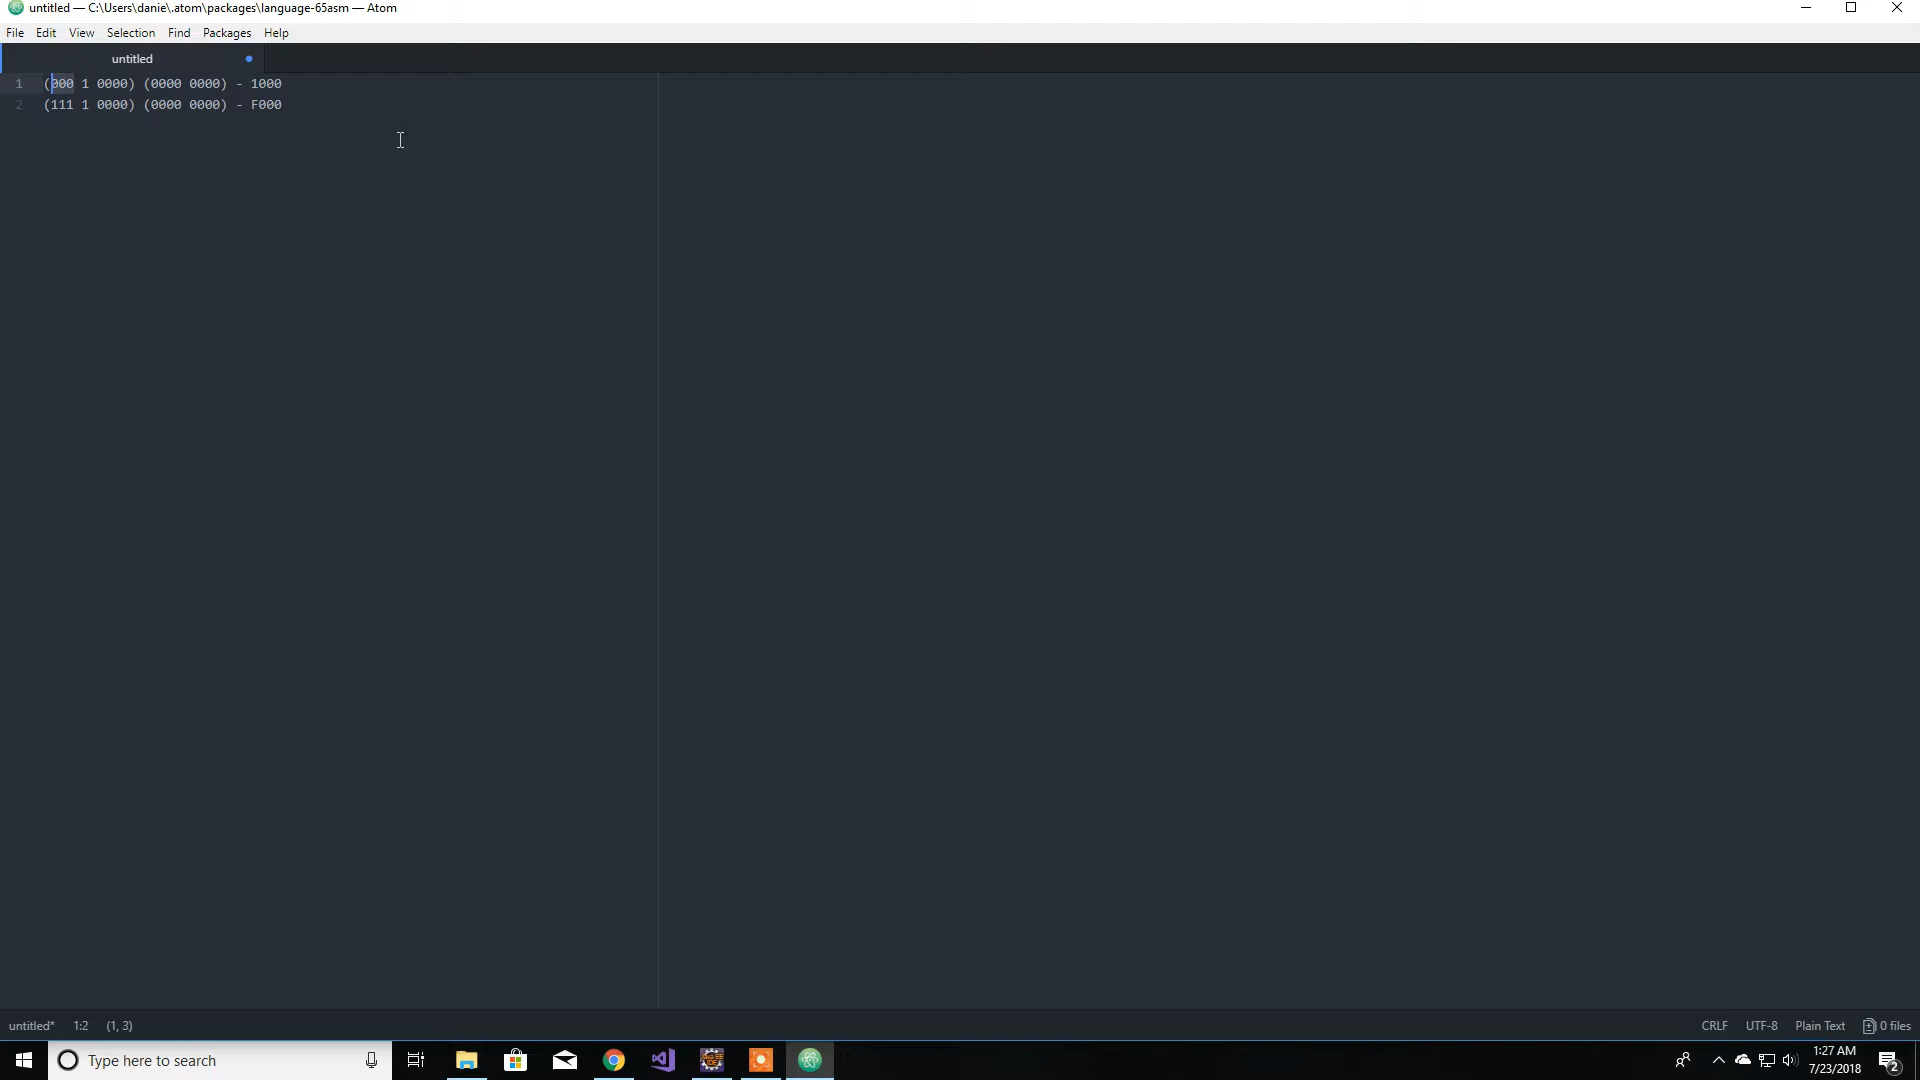 untitled — C:\Users\danie\.atom\packages\language-65asm — Atom
File Edit View Selection Find Packages Help
untitled
1 (000 1 0000) (0000 0000) - 1000
2 (111 1 0000) (0000 0000) - F000
untitled* 1:2 (1, 3) CRLF UTF-8 Plain Text 0 files
Type here to search
1:27 AM
7/23/2018
2